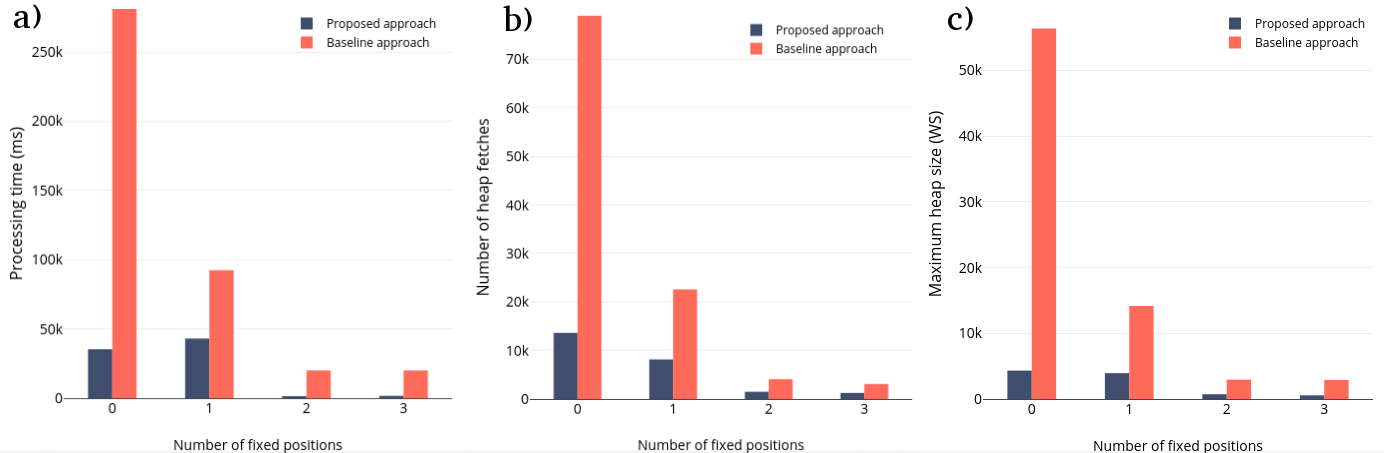 a)
Proposed approach
Baseline approach
Processing time (ms)
250k
200k
150k
100k
50k
0
0 1 2 3
Number of fixed positions
b)
Proposed approach
Baseline approach
Number of heap fetches
70k
60k
50k
40k
30k
20k
10k
0
0 1 2 3
Number of fixed positions
c)
Proposed approach
Baseline approach
Maximum heap size (WS)
50k
40k
30k
20k
10k
0
0 1 2 3
Number of fixed positions